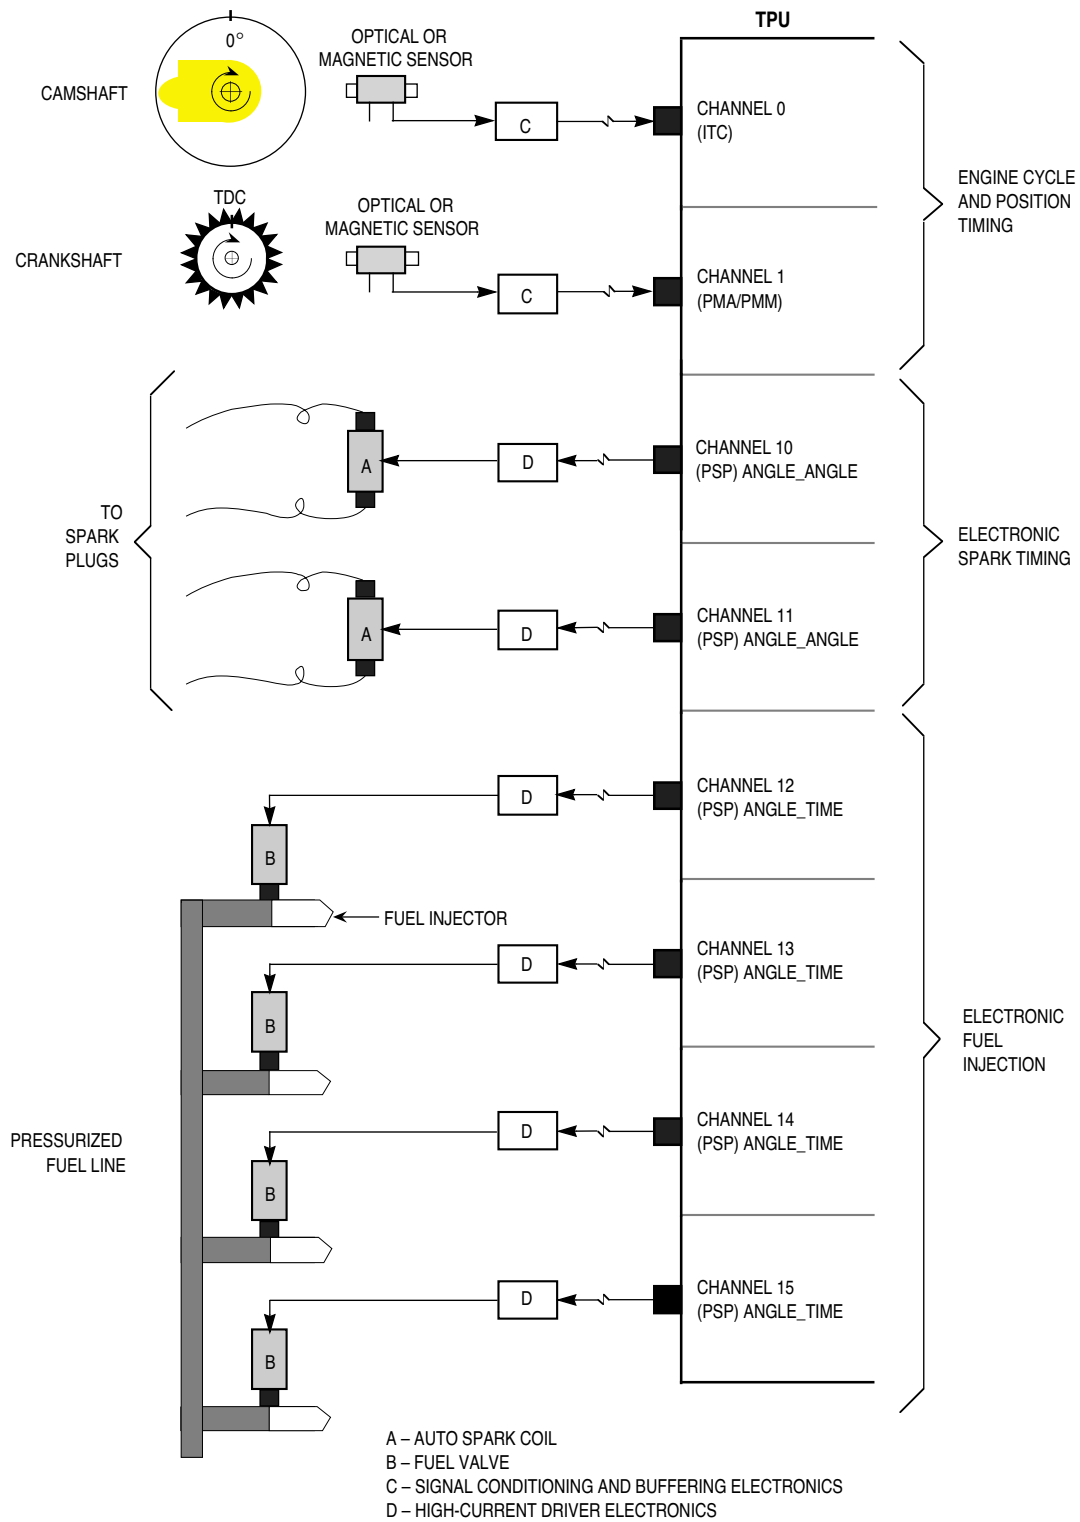 TPU
0°
CAMSHAFT
OPTICAL OR
MAGNETIC SENSOR
C
CHANNEL 0
(ITC)
TDC
CRANKSHAFT
OPTICAL OR
MAGNETIC SENSOR
C
CHANNEL 1
(PMA/PMM)
ENGINE CYCLE
AND POSITION
TIMING
TO
SPARK
PLUGS
A
D
CHANNEL 10
(PSP) ANGLE_ANGLE
A
D
CHANNEL 11
(PSP) ANGLE_ANGLE
ELECTRONIC
SPARK TIMING
B
D
CHANNEL 12
(PSP) ANGLE_TIME
FUEL INJECTOR
B
D
CHANNEL 13
(PSP) ANGLE_TIME
ELECTRONIC
FUEL
INJECTION
PRESSURIZED
FUEL LINE
B
D
CHANNEL 14
(PSP) ANGLE_TIME
B
D
CHANNEL 15
(PSP) ANGLE_TIME
A – AUTO SPARK COIL
B – FUEL VALVE
C – SIGNAL CONDITIONING AND BUFFERING ELECTRONICS
D – HIGH-CURRENT DRIVER ELECTRONICS